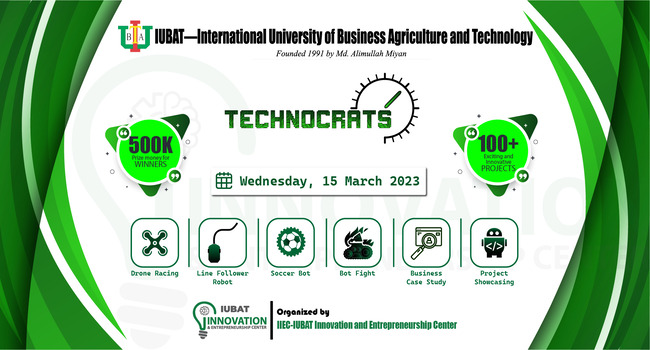 IUBAT—International University of Business Agriculture and Technology
Founded 1991 by Md. Alimullah Miyan
TECHNOCRATS
500K
Prize money for
WINNERS
100+
Exciting and
Innovative
PROJECTS
Wednesday, 15 March 2023
Drone Racing
Line Follower
Robot
Soccer Bot
Bot Fight
Business
Case Study
Project
Showcasing
IUBAT
INNOVATION
& ENTREPRENEURSHIP CENTER
Organized by
IIEC-IUBAT Innovation and Entrepreneurship Center